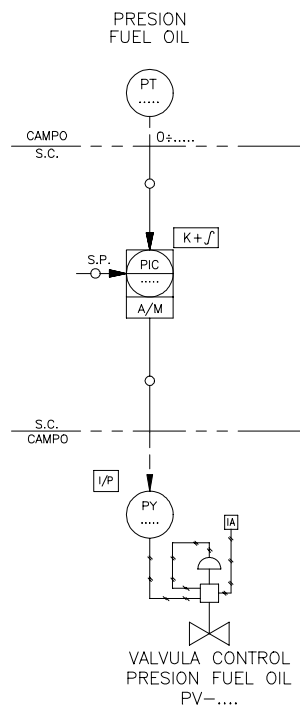 PRESION
FUEL OIL
PT
.....
CAMPO
0÷.....
S.C.
K+∫
S.P.
PIC
.....
A/M
S.C.
CAMPO
I/P
PY
.....
IA
VALVULA CONTROL
PRESION FUEL OIL
PV-....